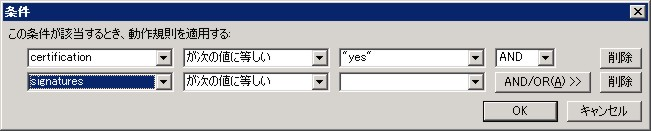 条件
この条件が該当するとき、動作規則を適用する:
certification が次の値に等しい "yes" AND 削除
signatures が次の値に等しい AND/OR(A) >> 削除
OK キャンセル